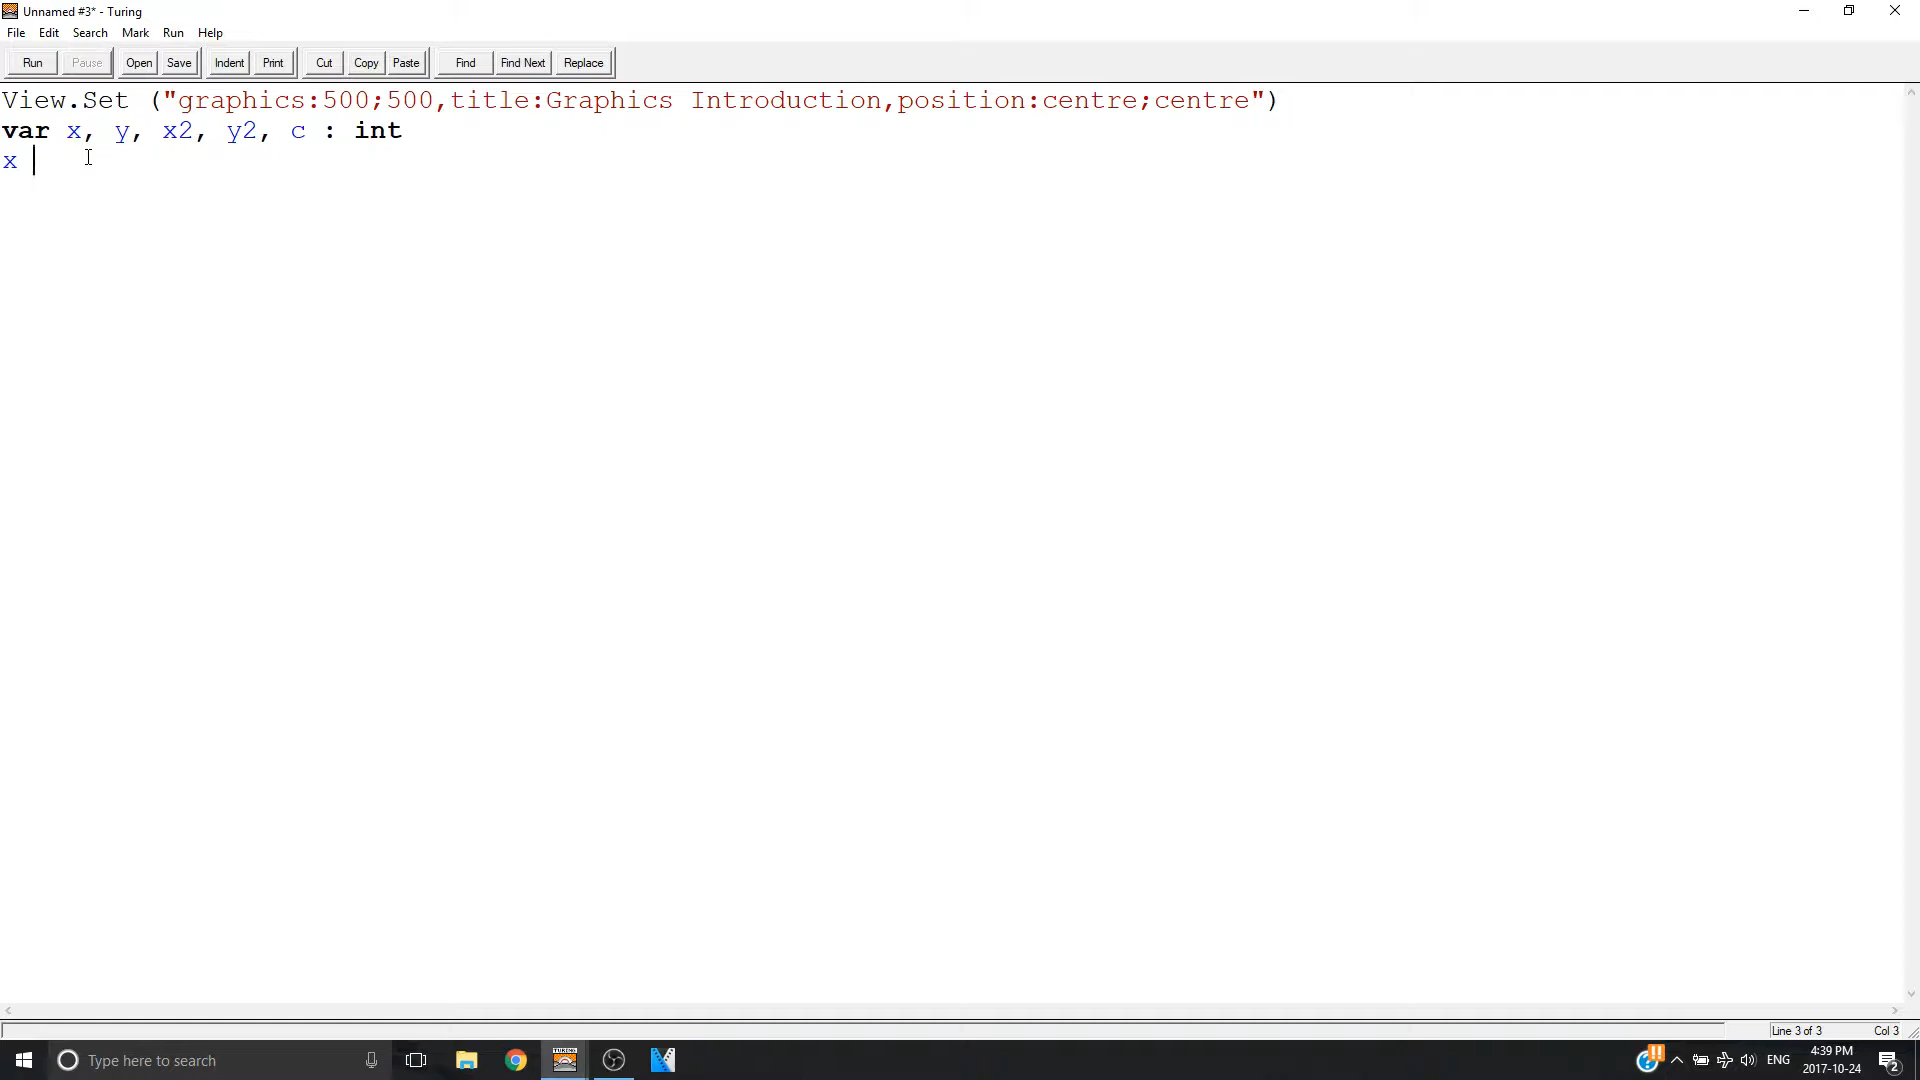 Unnamed #3* - Turing
File Edit Search Mark Run Help
Run Pause Open Save Indent Print Cut Copy Paste Find Find Next Replace
View.Set ("graphics:500;500,title:Graphics Introduction,position:centre;centre")
var x, y, x2, y2, c : int
x
Line 3 of 3 Col 3
Type here to search
TURING
ENG
4:39 PM
2017-10-24
2